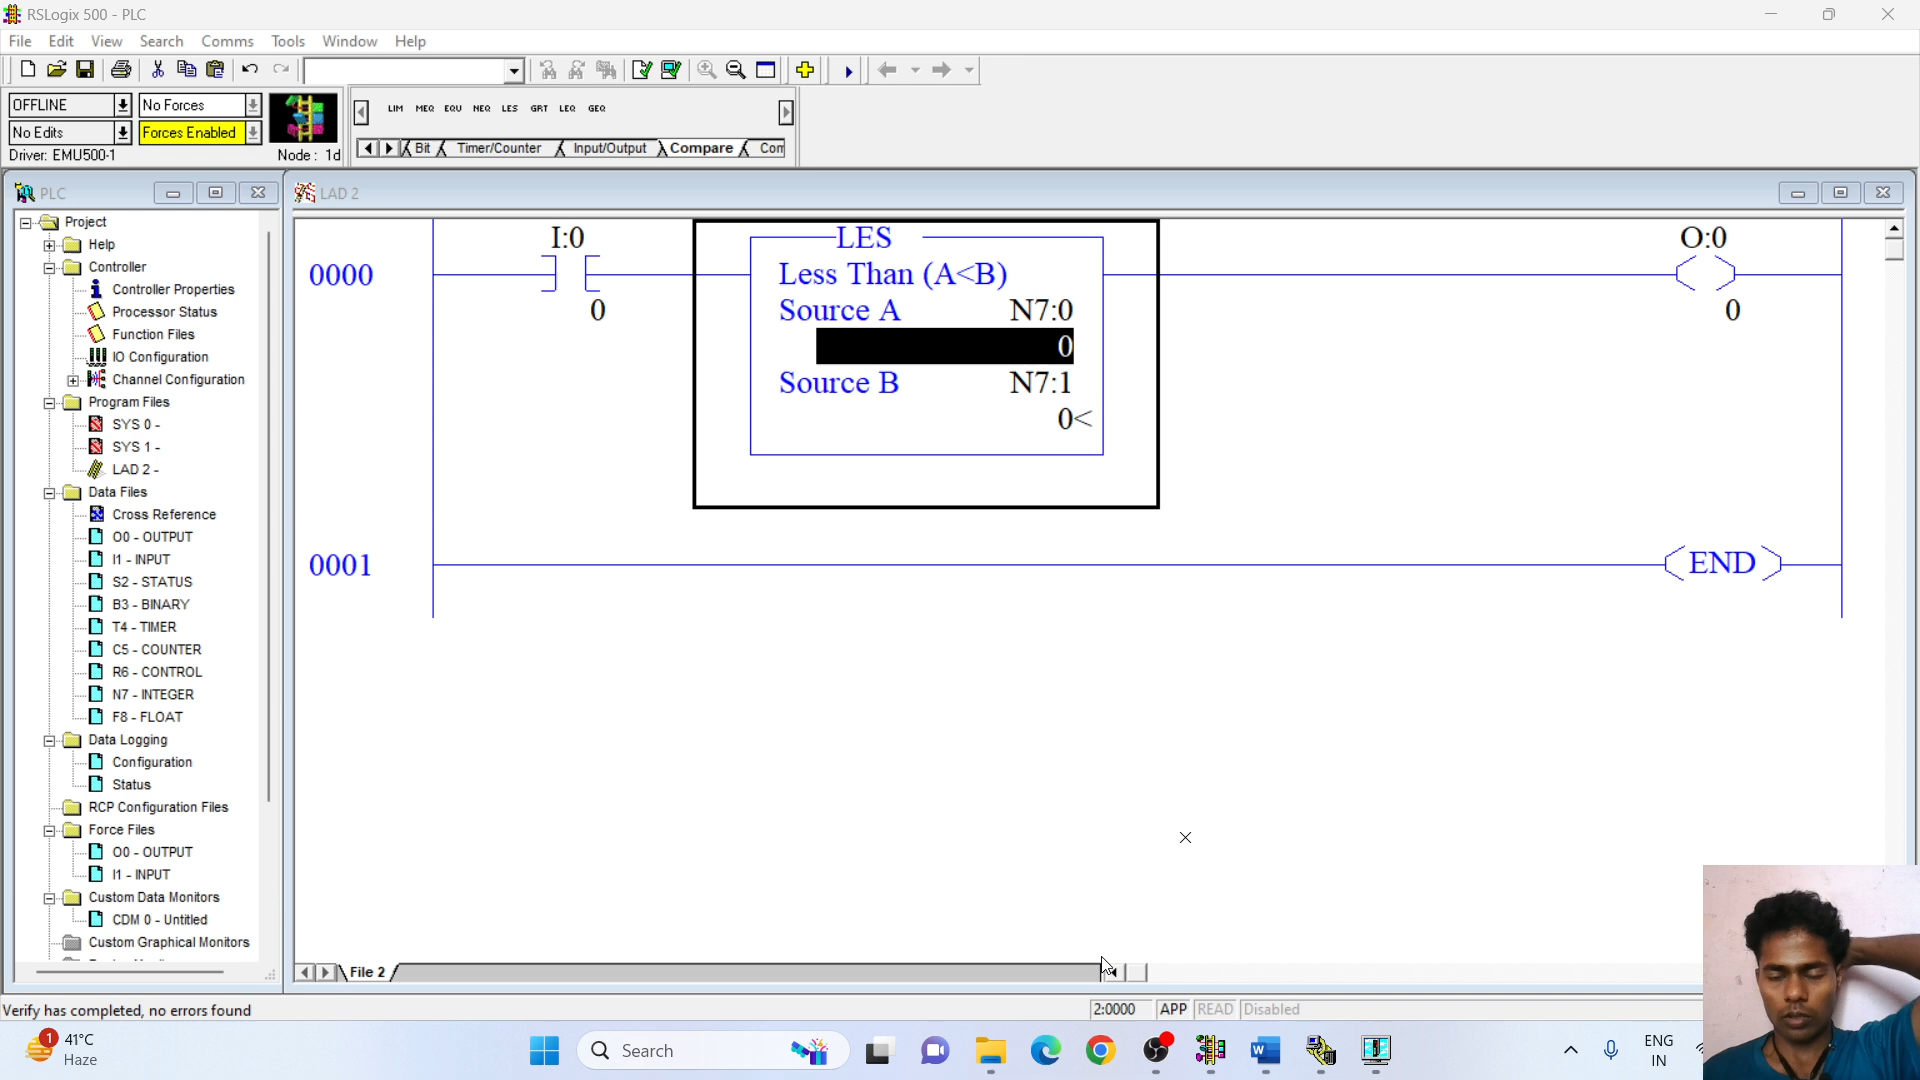 RSLogix 500 - PLC
File Edit View Search Comms Tools Window Help
OFFLINE No Forces
No Edits Forces Enabled
Driver: EMU500-1 Node : 1d
LIM MEQ EQU NEQ LES GRT LEQ GEQ
Bit Timer/Counter Input/Output Compare Com
PLC
Project
Help
Controller
Controller Properties
Processor Status
Function Files
IO Configuration
Channel Configuration
Program Files
SYS 0 -
SYS 1 -
LAD 2 -
Data Files
Cross Reference
O0 - OUTPUT
I1 - INPUT
S2 - STATUS
B3 - BINARY
T4 - TIMER
C5 - COUNTER
R6 - CONTROL
N7 - INTEGER
F8 - FLOAT
Data Logging
Configuration
Status
RCP Configuration Files
Force Files
O0 - OUTPUT
I1 - INPUT
Custom Data Monitors
CDM 0 - Untitled
Custom Graphical Monitors
LAD 2
0000
I:0
0
LES
Less Than (A<B)
Source A N7:0
0
Source B N7:1
0<
O:0
0
0001
END
File 2
Verify has completed, no errors found
2:0000 APP READ Disabled
1
41°C
Haze
Search
W
ENG
IN